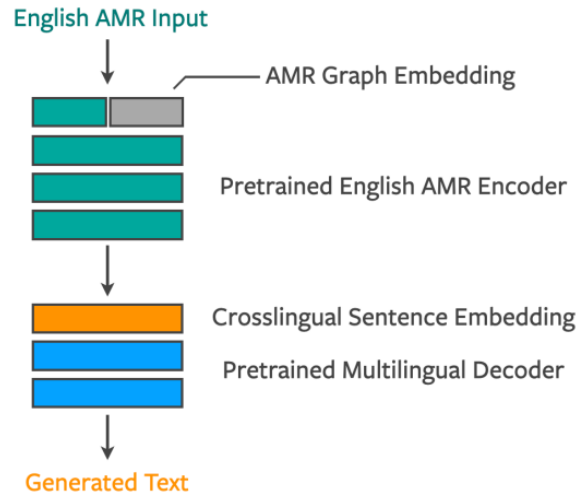 English AMR Input
AMR Graph Embedding
Pretrained English AMR Encoder
Crosslingual Sentence Embedding
Pretrained Multilingual Decoder
Generated Text